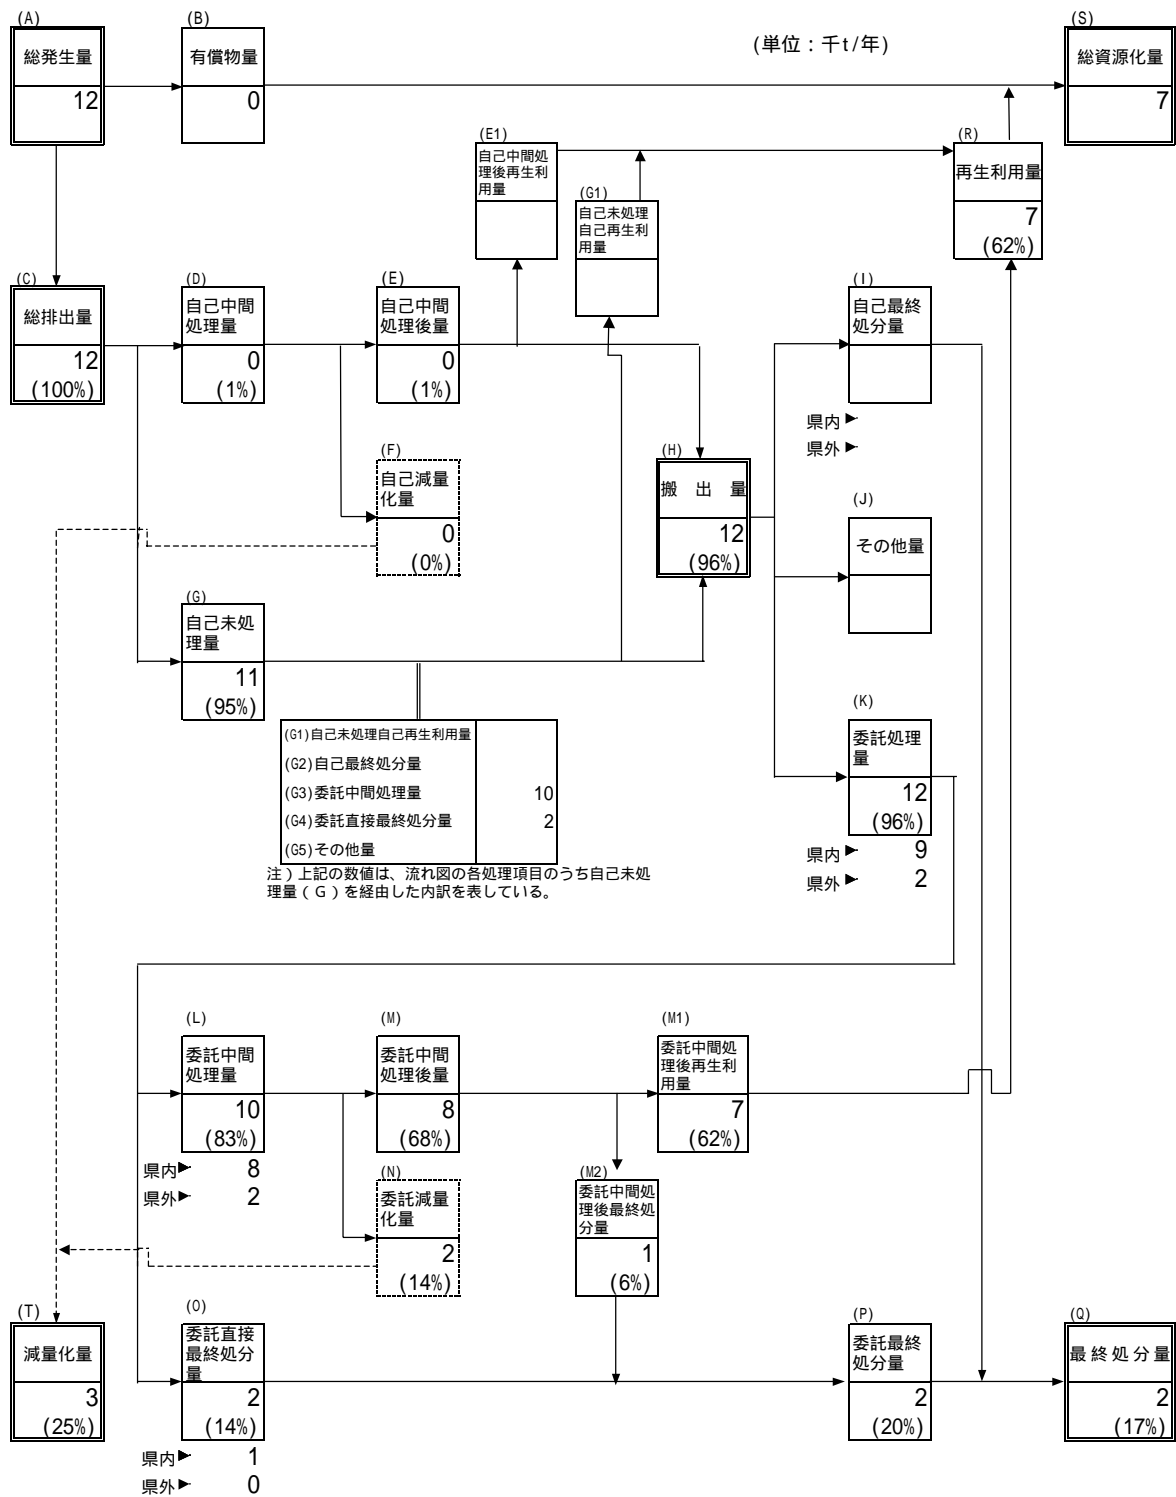 (A)
総発生量
12
(B)
有償物量
0
(単位：千t/年)
(S)
総資源化量
7
(E1)
自己中間処
理後再生利
用量
(G1)
自己未処理
自己再生利
用量
(R)
再生利用量
7
(62%)
(C)
総排出量
12
(100%)
(D)
自己中間
処理量
0
(1%)
(E)
自己中間
処理後量
0
(1%)
(I)
自己最終
処分量
県内►
県外►
(F)
自己減量
化量
0
(0%)
(H)
搬 出 量
12
(96%)
(J)
その他量
(G)
自己未処
理量
11
(95%)
(G1)自己未処理自己再生利用量
(G2)自己最終処分量
(G3)委託中間処理量 10
(G4)委託直接最終処分量 2
(G5)その他量
注）上記の数値は、流れ図の各処理項目のうち自己未処
理量（G）を経由した内訳を表している。
(K)
委託処理
量
12
(96%)
県内► 9
県外► 2
(L)
委託中間
処理量
10
(83%)
県内► 8
県外► 2
(M)
委託中間
処理後量
8
(68%)
(M1)
委託中間処
理後再生利
用量
7
(62%)
(N)
委託減量
化量
2
(14%)
(M2)
委託中間処
理後最終処
分量
1
(6%)
(T)
減量化量
3
(25%)
(O)
委託直接
最終処分
量
2
(14%)
県内► 1
県外► 0
(P)
委託最終
処分量
2
(20%)
(Q)
最終処分量
2
(17%)